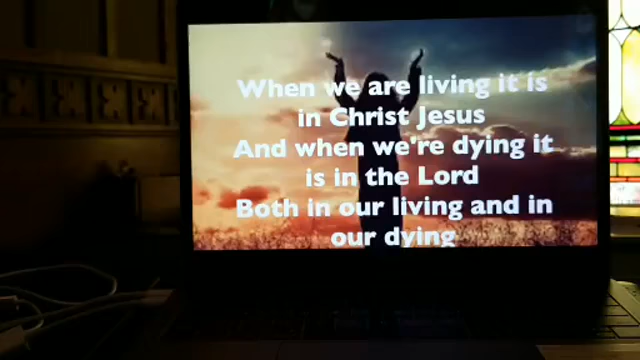 When we are living it is
in Christ Jesus
And when we're dying it
is in the Lord
Both in our living and in
our dying